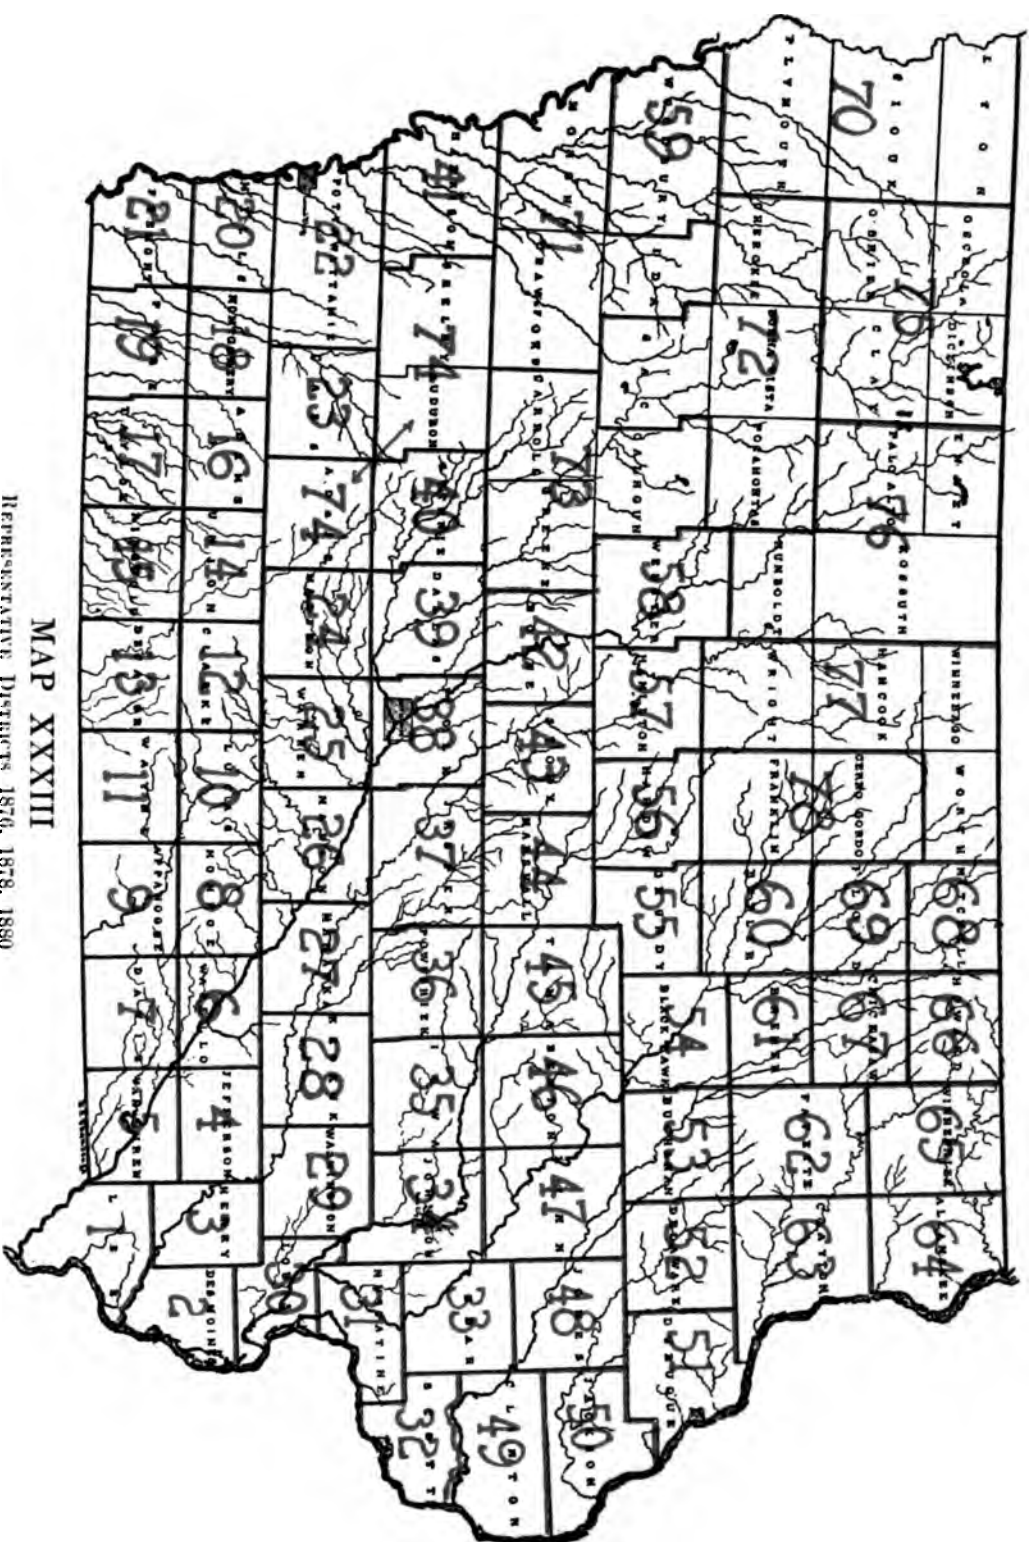 LYON
OSCEOLA
DICKINSON
EMMET
WINNEBAGO
WORTH
MITCHELL
68
HOWARD
66
WINNESHIEK
65
ALLAMAKEE
64
SIOUX
70
O'BRIEN
76
CLAY
PALO ALTO
76
KOSSUTH
HANCOCK
77
CERRO GORDO
FLOYD
69
CHICKASAW
67
PLYMOUTH
CHEROKEE
BUENA VISTA
72
POCAHONTAS
HUMBOLDT
WRIGHT
FRANKLIN
78
BUTLER
60
BREMER
61
FAYETTE
62
CLAYTON
63
WOODBURY
59
IDA
SAC
CALHOUN
WEBSTER
58
HAMILTON
57
HARDIN
56
GRUNDY
55
BLACK HAWK
54
BUCHANAN
53
DELAWARE
52
DUBUQUE
51
MONONA
71
CRAWFORD
CARROLL
73
GREENE
BOONE
42
STORY
43
MARSHALL
44
TAMA
45
BENTON
46
LINN
47
JONES
48
JACKSON
50
HARRISON
41
SHELBY
74
AUDUBON
GUTHRIE
40
DALLAS
39
POLK
38
JASPER
37
POWESHIEK
36
IOWA
35
JOHNSON
34
CEDAR
33
CLINTON
49
POTTAWATTAMIE
22
CASS
23
ADAIR
74
MADISON
24
WARREN
25
MARION
26
MAHASKA
27
KEOKUK
28
WASHINGTON
29
MUSCATINE
31
SCOTT
32
MILLS
20
MONTGOMERY
18
ADAMS
16
UNION
14
CLARKE
12
LUCAS
10
MONROE
8
WAPELLO
6
JEFFERSON
4
HENRY
3
LOUISA
30
DES MOINES
2
FREMONT
21
PAGE
19
TAYLOR
17
RINGGOLD
15
DECATUR
13
WAYNE
11
APPANOOSE
9
DAVIS
7
VAN BUREN
5
LEE
1
MAP XXXIII
REPRESENTATIVE DISTRICTS 1876, 1878, 1880